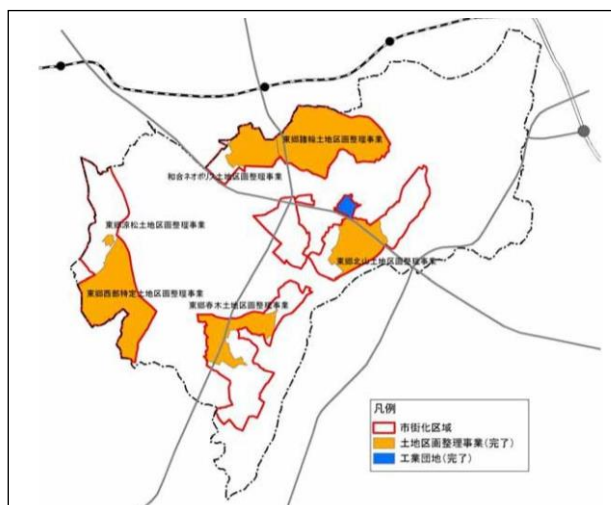 東郷諸輪土地区画整理事業
和合ネオポリス土地区画整理事業
東郷涼松土地区画整理事業
東郷北山土地区画整理事業
東郷西部特定土地区画整理事業
東郷春木土地区画整理事業
凡例
市街化区域
土地区画整理事業(完了)
工業団地(完了)